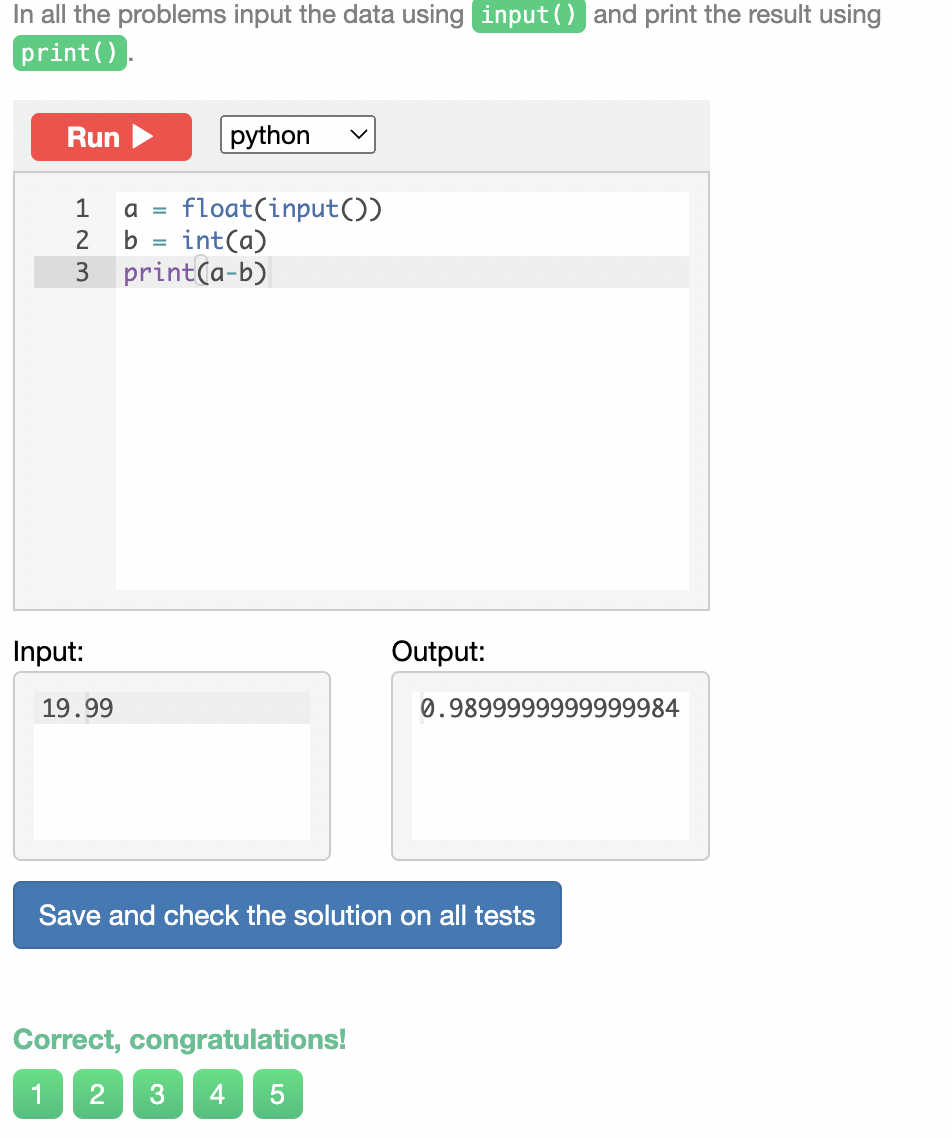 In all the problems input the data using input() and print the result using
print().
Run
python
1 a = float(input())
2 b = int(a)
3 print(a-b)
Input:
Output:
19.99
0.9899999999999984
Save and check the solution on all tests
Correct, congratulations!
1 2 3 4 5